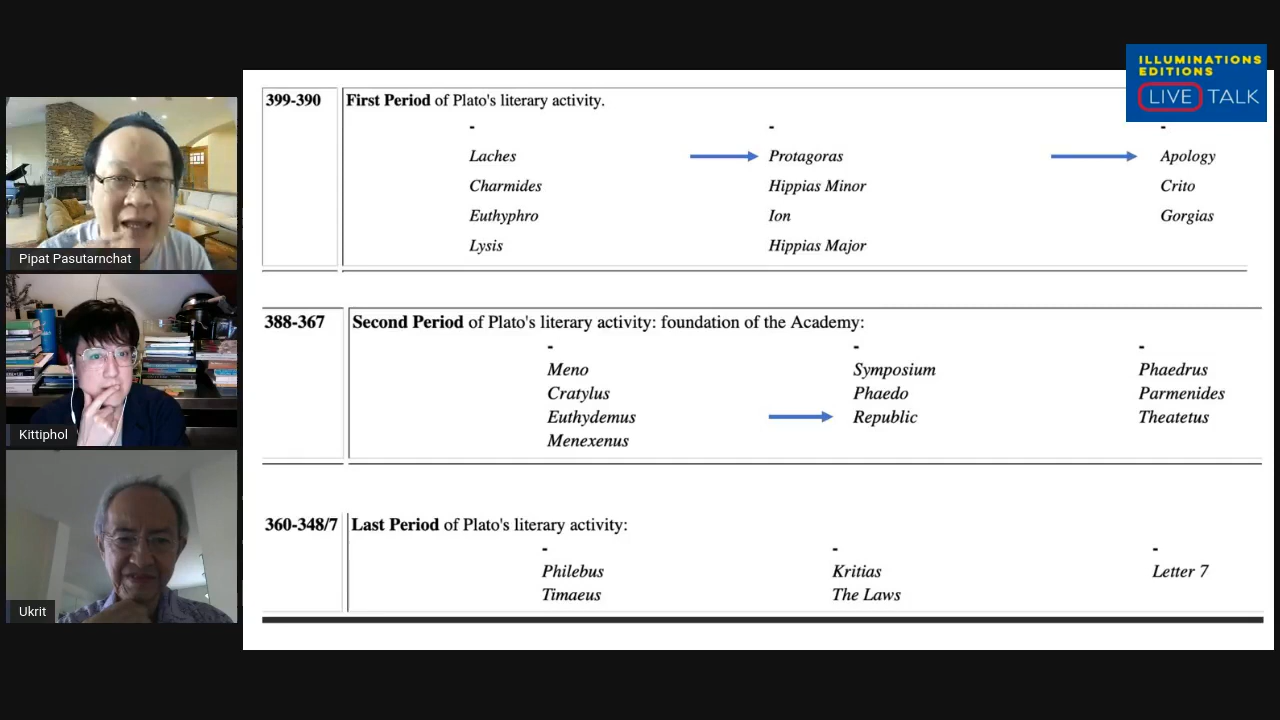 ILLUMINATIONS
EDITIONS
LIVE TALK
Pipat Pasutarnchat
Kittiphol
Ukrit
399-390 First Period of Plato's literary activity.
- - -
Laches Protagoras Apology
Charmides Hippias Minor Crito
Euthyphro Ion Gorgias
Lysis Hippias Major
388-367 Second Period of Plato's literary activity: foundation of the Academy:
- - -
Meno Symposium Phaedrus
Cratylus Phaedo Parmenides
Euthydemus Republic Theatetus
Menexenus
360-348/7 Last Period of Plato's literary activity:
- - -
Philebus Kritias Letter 7
Timaeus The Laws